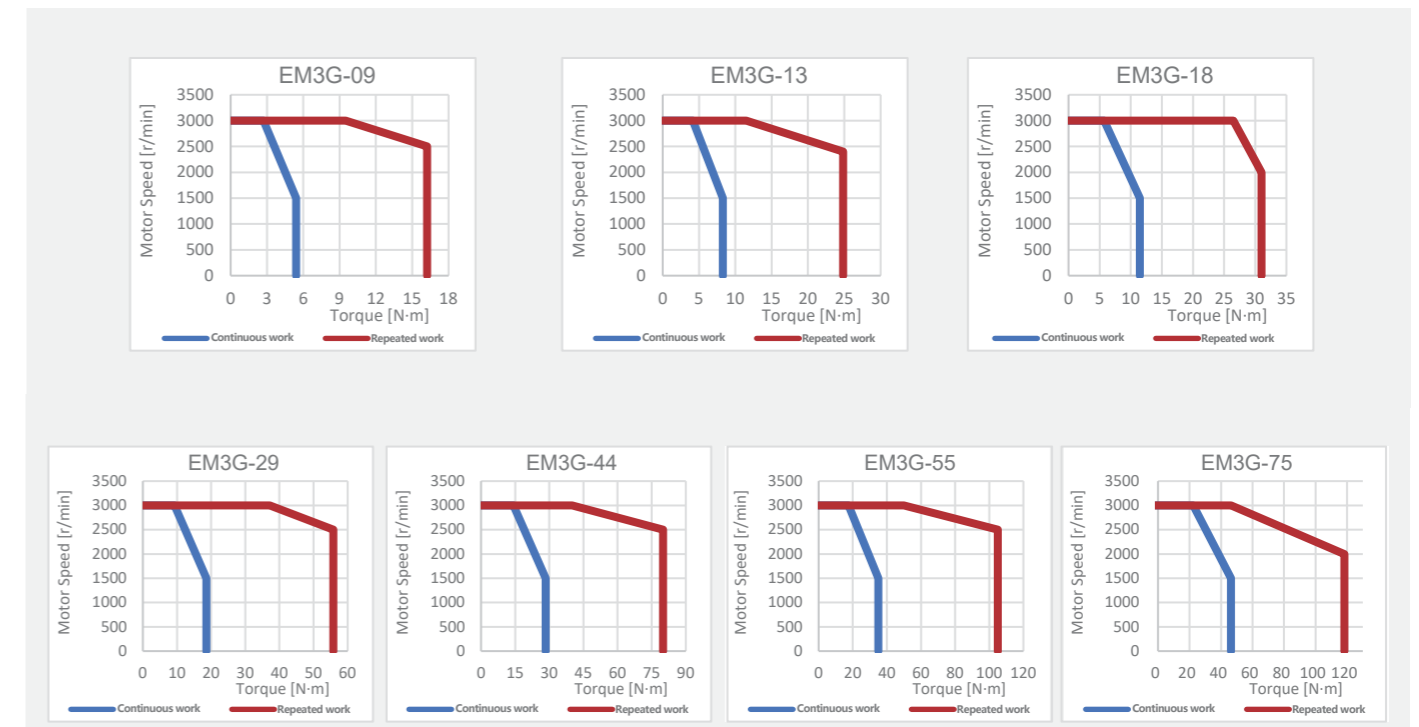 EM3G-09
Motor Speed [r/min]
3500
3000
2500
2000
1500
1000
500
0
0 3 6 9 12 15 18
Torque [N·m]
Continuous work Repeated work
EM3G-13
Motor Speed [r/min]
3500
3000
2500
2000
1500
1000
500
0
0 5 10 15 20 25 30
Torque [N·m]
Continuous work Repeated work
EM3G-18
Motor Speed [r/min]
3500
3000
2500
2000
1500
1000
500
0
0 5 10 15 20 25 30 35
Torque [N·m]
Continuous work Repeated work
EM3G-29
Motor Speed [r/min]
3500
3000
2500
2000
1500
1000
500
0
0 10 20 30 40 50 60
Torque [N·m]
Continuous work Repeated work
EM3G-44
Motor Speed [r/min]
3500
3000
2500
2000
1500
1000
500
0
0 15 30 45 60 75 90
Torque [N·m]
Continuous work Repeated work
EM3G-55
Motor Speed [r/min]
3500
3000
2500
2000
1500
1000
500
0
0 20 40 60 80 100 120
Torque [N·m]
Continuous work Repeated work
EM3G-75
Motor Speed [r/min]
3500
3000
2500
2000
1500
1000
500
0
0 20 40 60 80 100 120
Torque [N·m]
Continuous work Repeated work